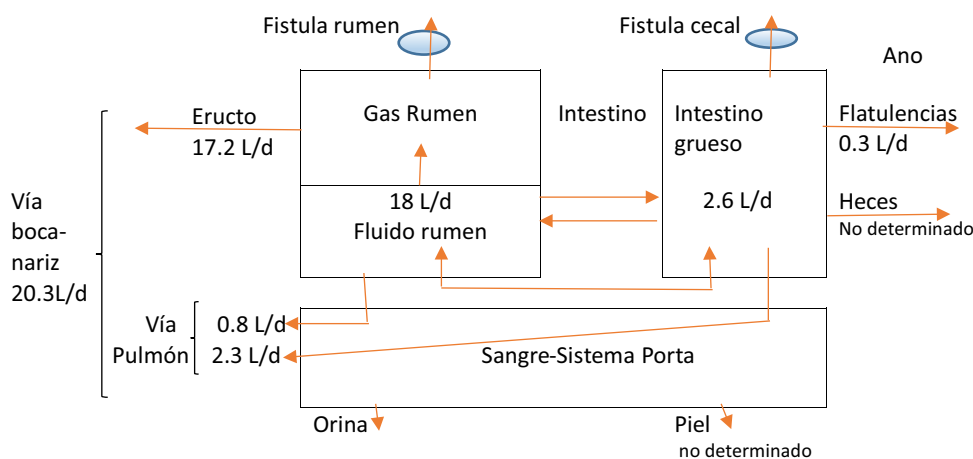 Fistula rumen
Fistula cecal
Ano
Eructo
17.2 L/d
Gas Rumen
Intestino
Intestino
grueso
Flatulencias
0.3 L/d
Vía
boca-
nariz
20.3L/d
18 L/d
Fluido rumen
2.6 L/d
Heces
No determinado
Vía
Pulmón
0.8 L/d
2.3 L/d
Sangre-Sistema Porta
Orina
Piel
no determinado